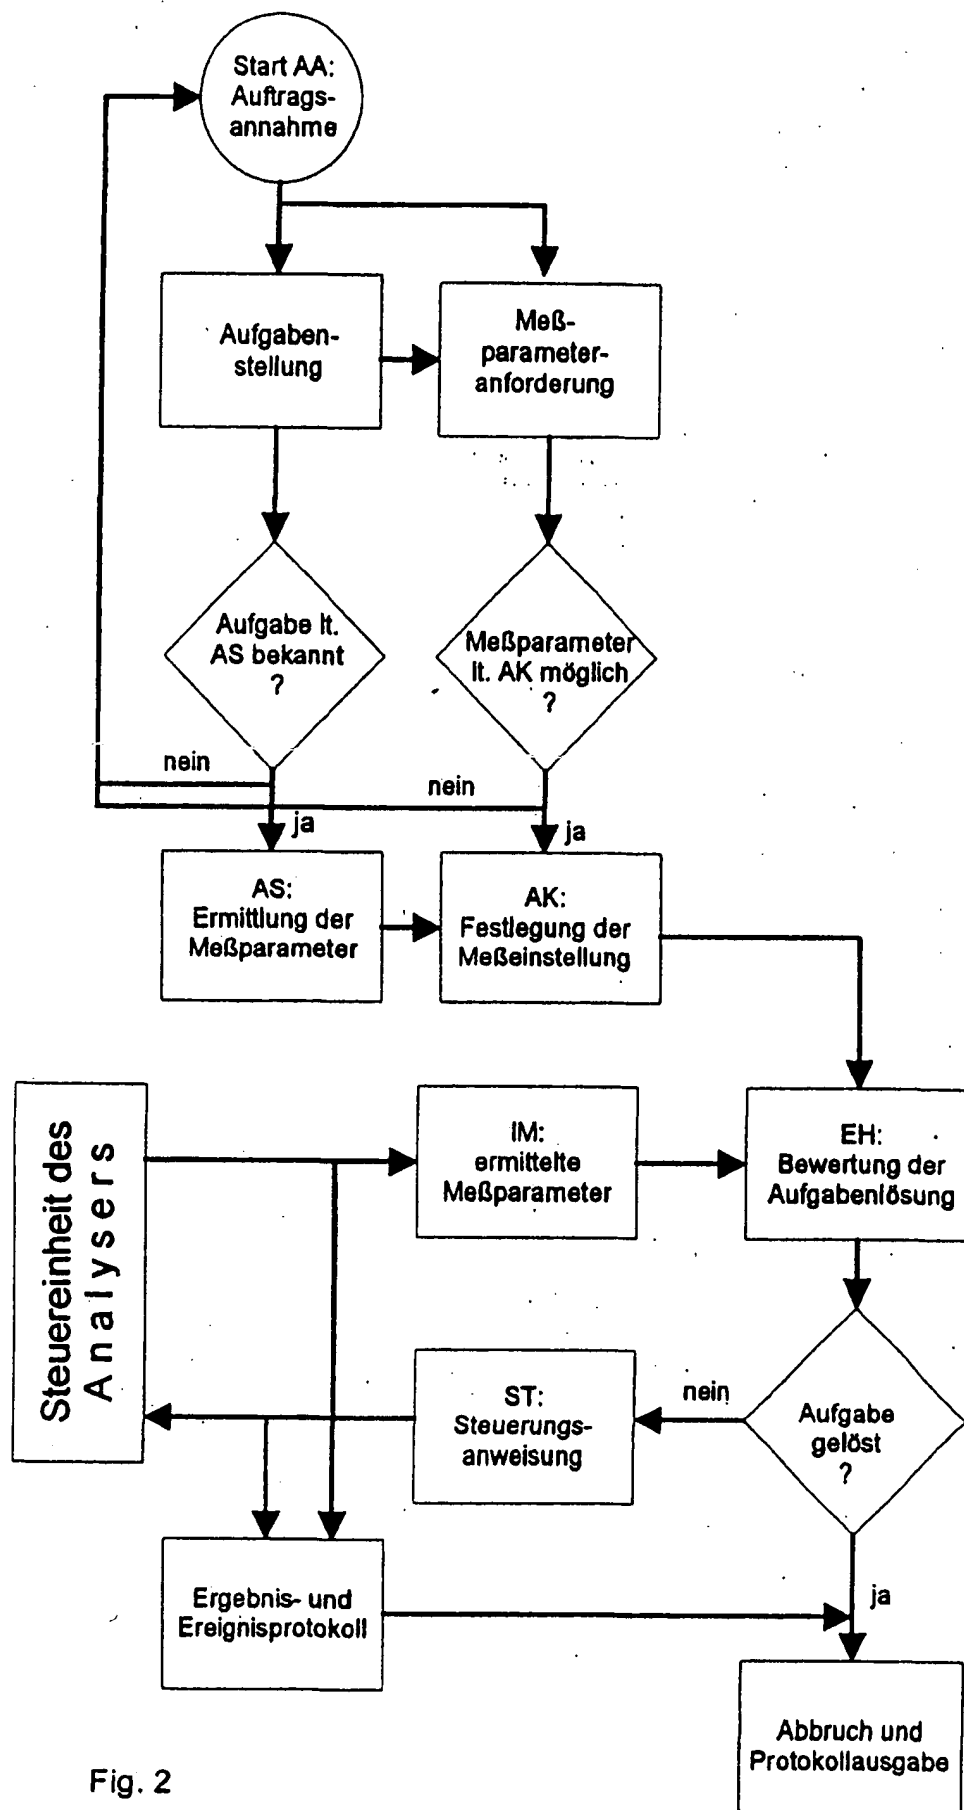 Start AA:
Auftrags-
annahme
Aufgaben-
stellung
Meß-
parameter-
anforderung
Aufgabe lt.
AS bekannt
?
Meßparameter
lt. AK möglich
?
nein
nein
ja
ja
AS:
Ermittlung der
Meßparameter
AK:
Festlegung der
Meßeinstellung
Steuereinheit des
Analysers
IM:
ermittelte
Meßparameter
EH:
Bewertung der
Aufgabenlösung
ST:
Steuerungs-
anweisung
nein
Aufgabe
gelöst
?
Ergebnis- und
Ereignisprotokoll
ja
Abbruch und
Protokollausgabe
Fig. 2